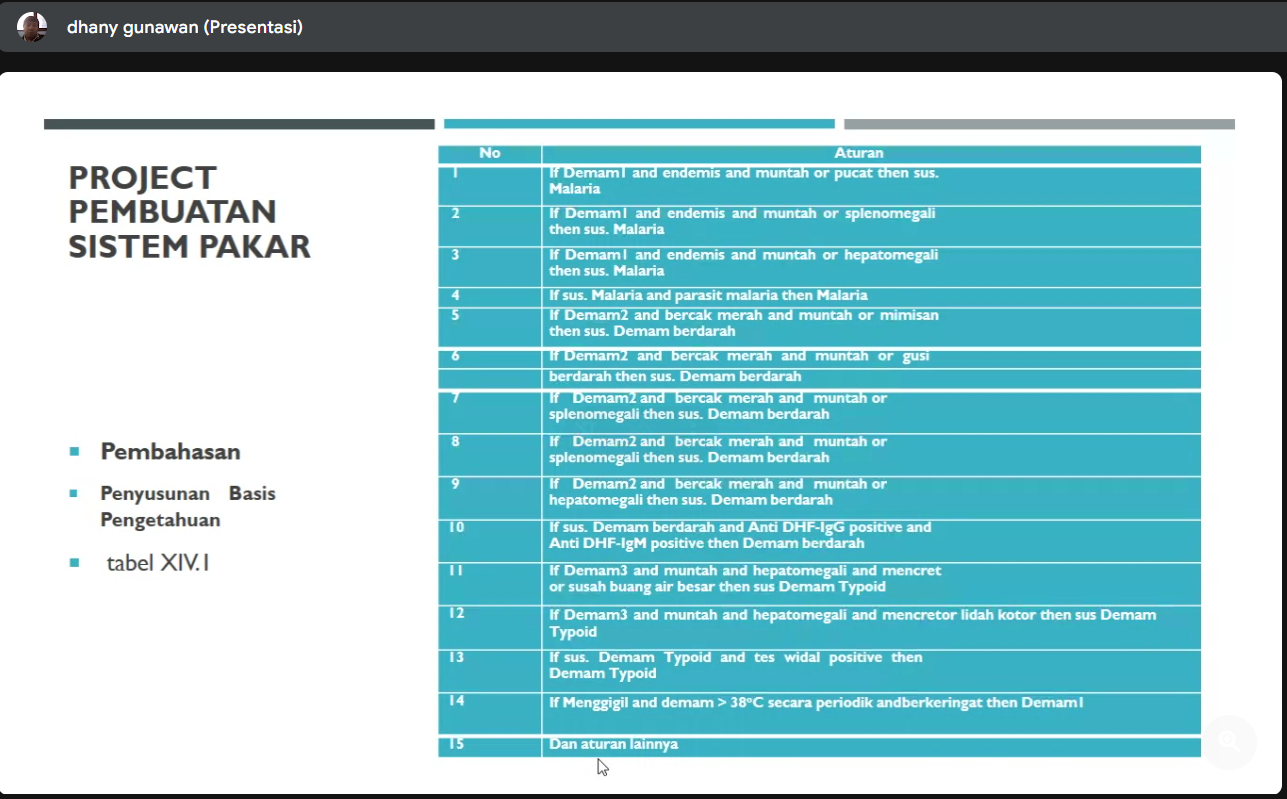 dhany gunawan (Presentasi)
PROJECT
PEMBUATAN
SISTEM PAKAR
Pembahasan
Penyusunan Basis
Pengetahuan
tabel XIV.1
No Aturan
1 If Demam1 and endemis and muntah or pucat then sus.
Malaria
2 If Demam1 and endemis and muntah or splenomegali
then sus. Malaria
3 If Demam1 and endemis and muntah or hepatomegali
then sus. Malaria
4 If sus. Malaria and parasit malaria then Malaria
5 If Demam2 and bercak merah and muntah or mimisan
then sus. Demam berdarah
6 If Demam2 and bercak merah and muntah or gusi
berdarah then sus. Demam berdarah
7 If Demam2 and bercak merah and muntah or
splenomegali then sus. Demam berdarah
8 If Demam2 and bercak merah and muntah or
splenomegali then sus. Demam berdarah
9 If Demam2 and bercak merah and muntah or
hepatomegali then sus. Demam berdarah
10 If sus. Demam berdarah and Anti DHF-IgG positive and
Anti DHF-IgM positive then Demam berdarah
11 If Demam3 and muntah and hepatomegali and mencret
or susah buang air besar then sus Demam Typoid
12 If Demam3 and muntah and hepatomegali and mencretor lidah kotor then sus Demam
Typoid
13 If sus. Demam Typoid and tes widal positive then
Demam Typoid
14 If Menggigil and demam > 38°C secara periodik andberkeringat then Demam1
15 Dan aturan lainnya